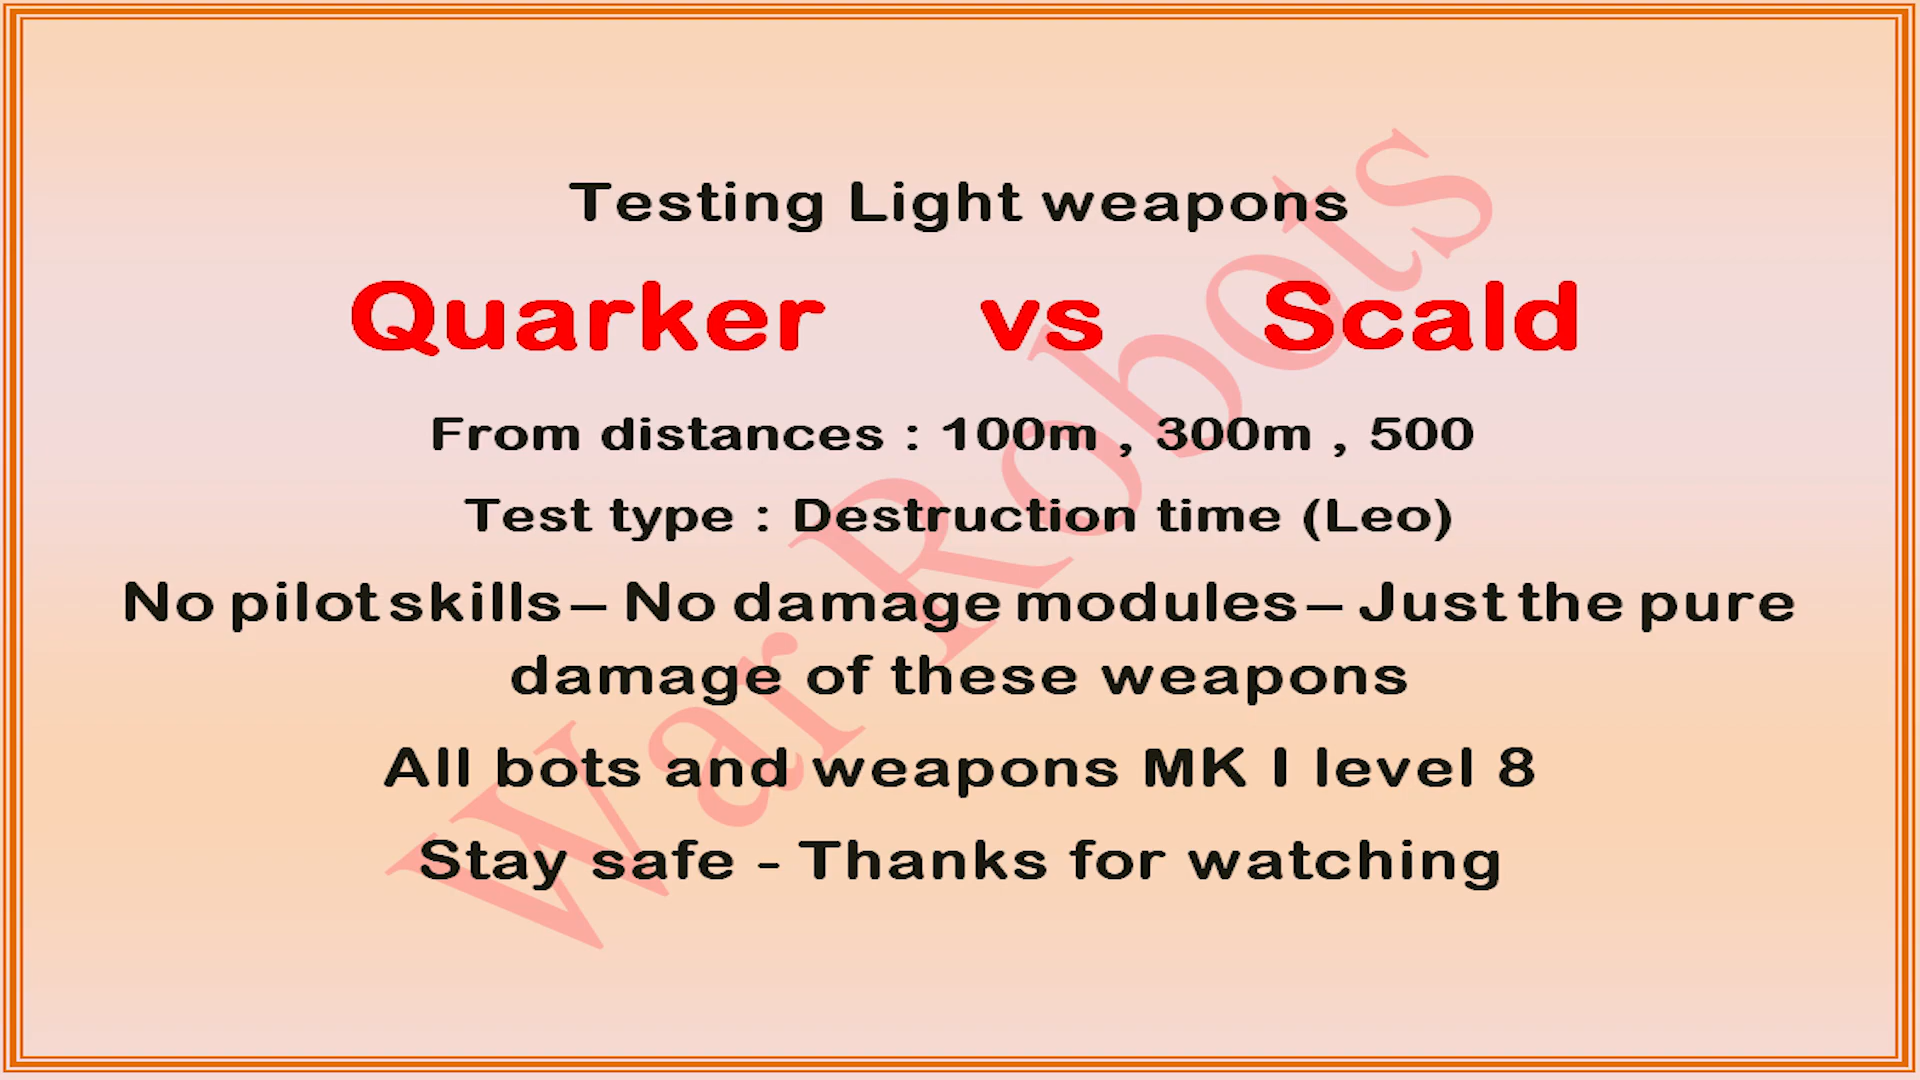 Testing Light weapons
Quarker vs Scald
From distances : 100m , 300m , 500
Test type : Destruction time (Leo)
No pilot skills – No damage modules – Just the pure
damage of these weapons
All bots and weapons MK I level 8
Stay safe - Thanks for watching
War Robots